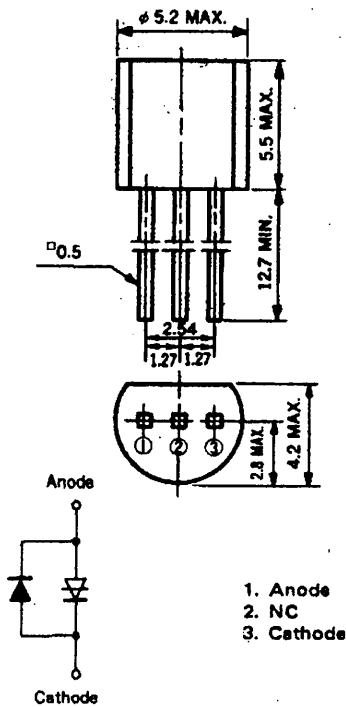 ϕ 5.2 MAX.
5.5 MAX.
12.7 MIN.
□0.5
2.54
1.27 1.27
① ② ③
2.8 MAX.
4.2 MAX.
Anode
1. Anode
2. NC
3. Cathode
Cathode